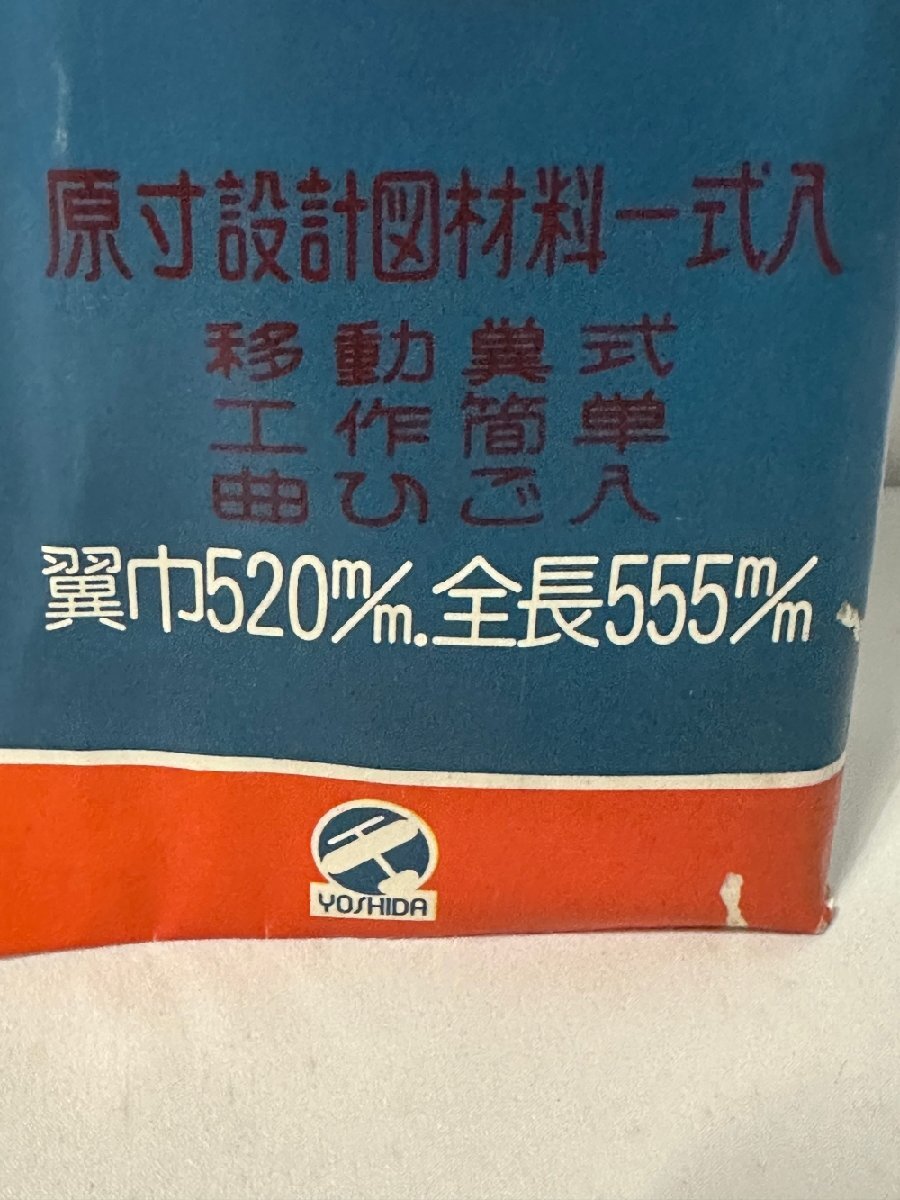 原寸設計図材料一式入
移動翼式
工作簡単
曲ひご入
翼巾520m/m.全長555m/m
YOSHIDA